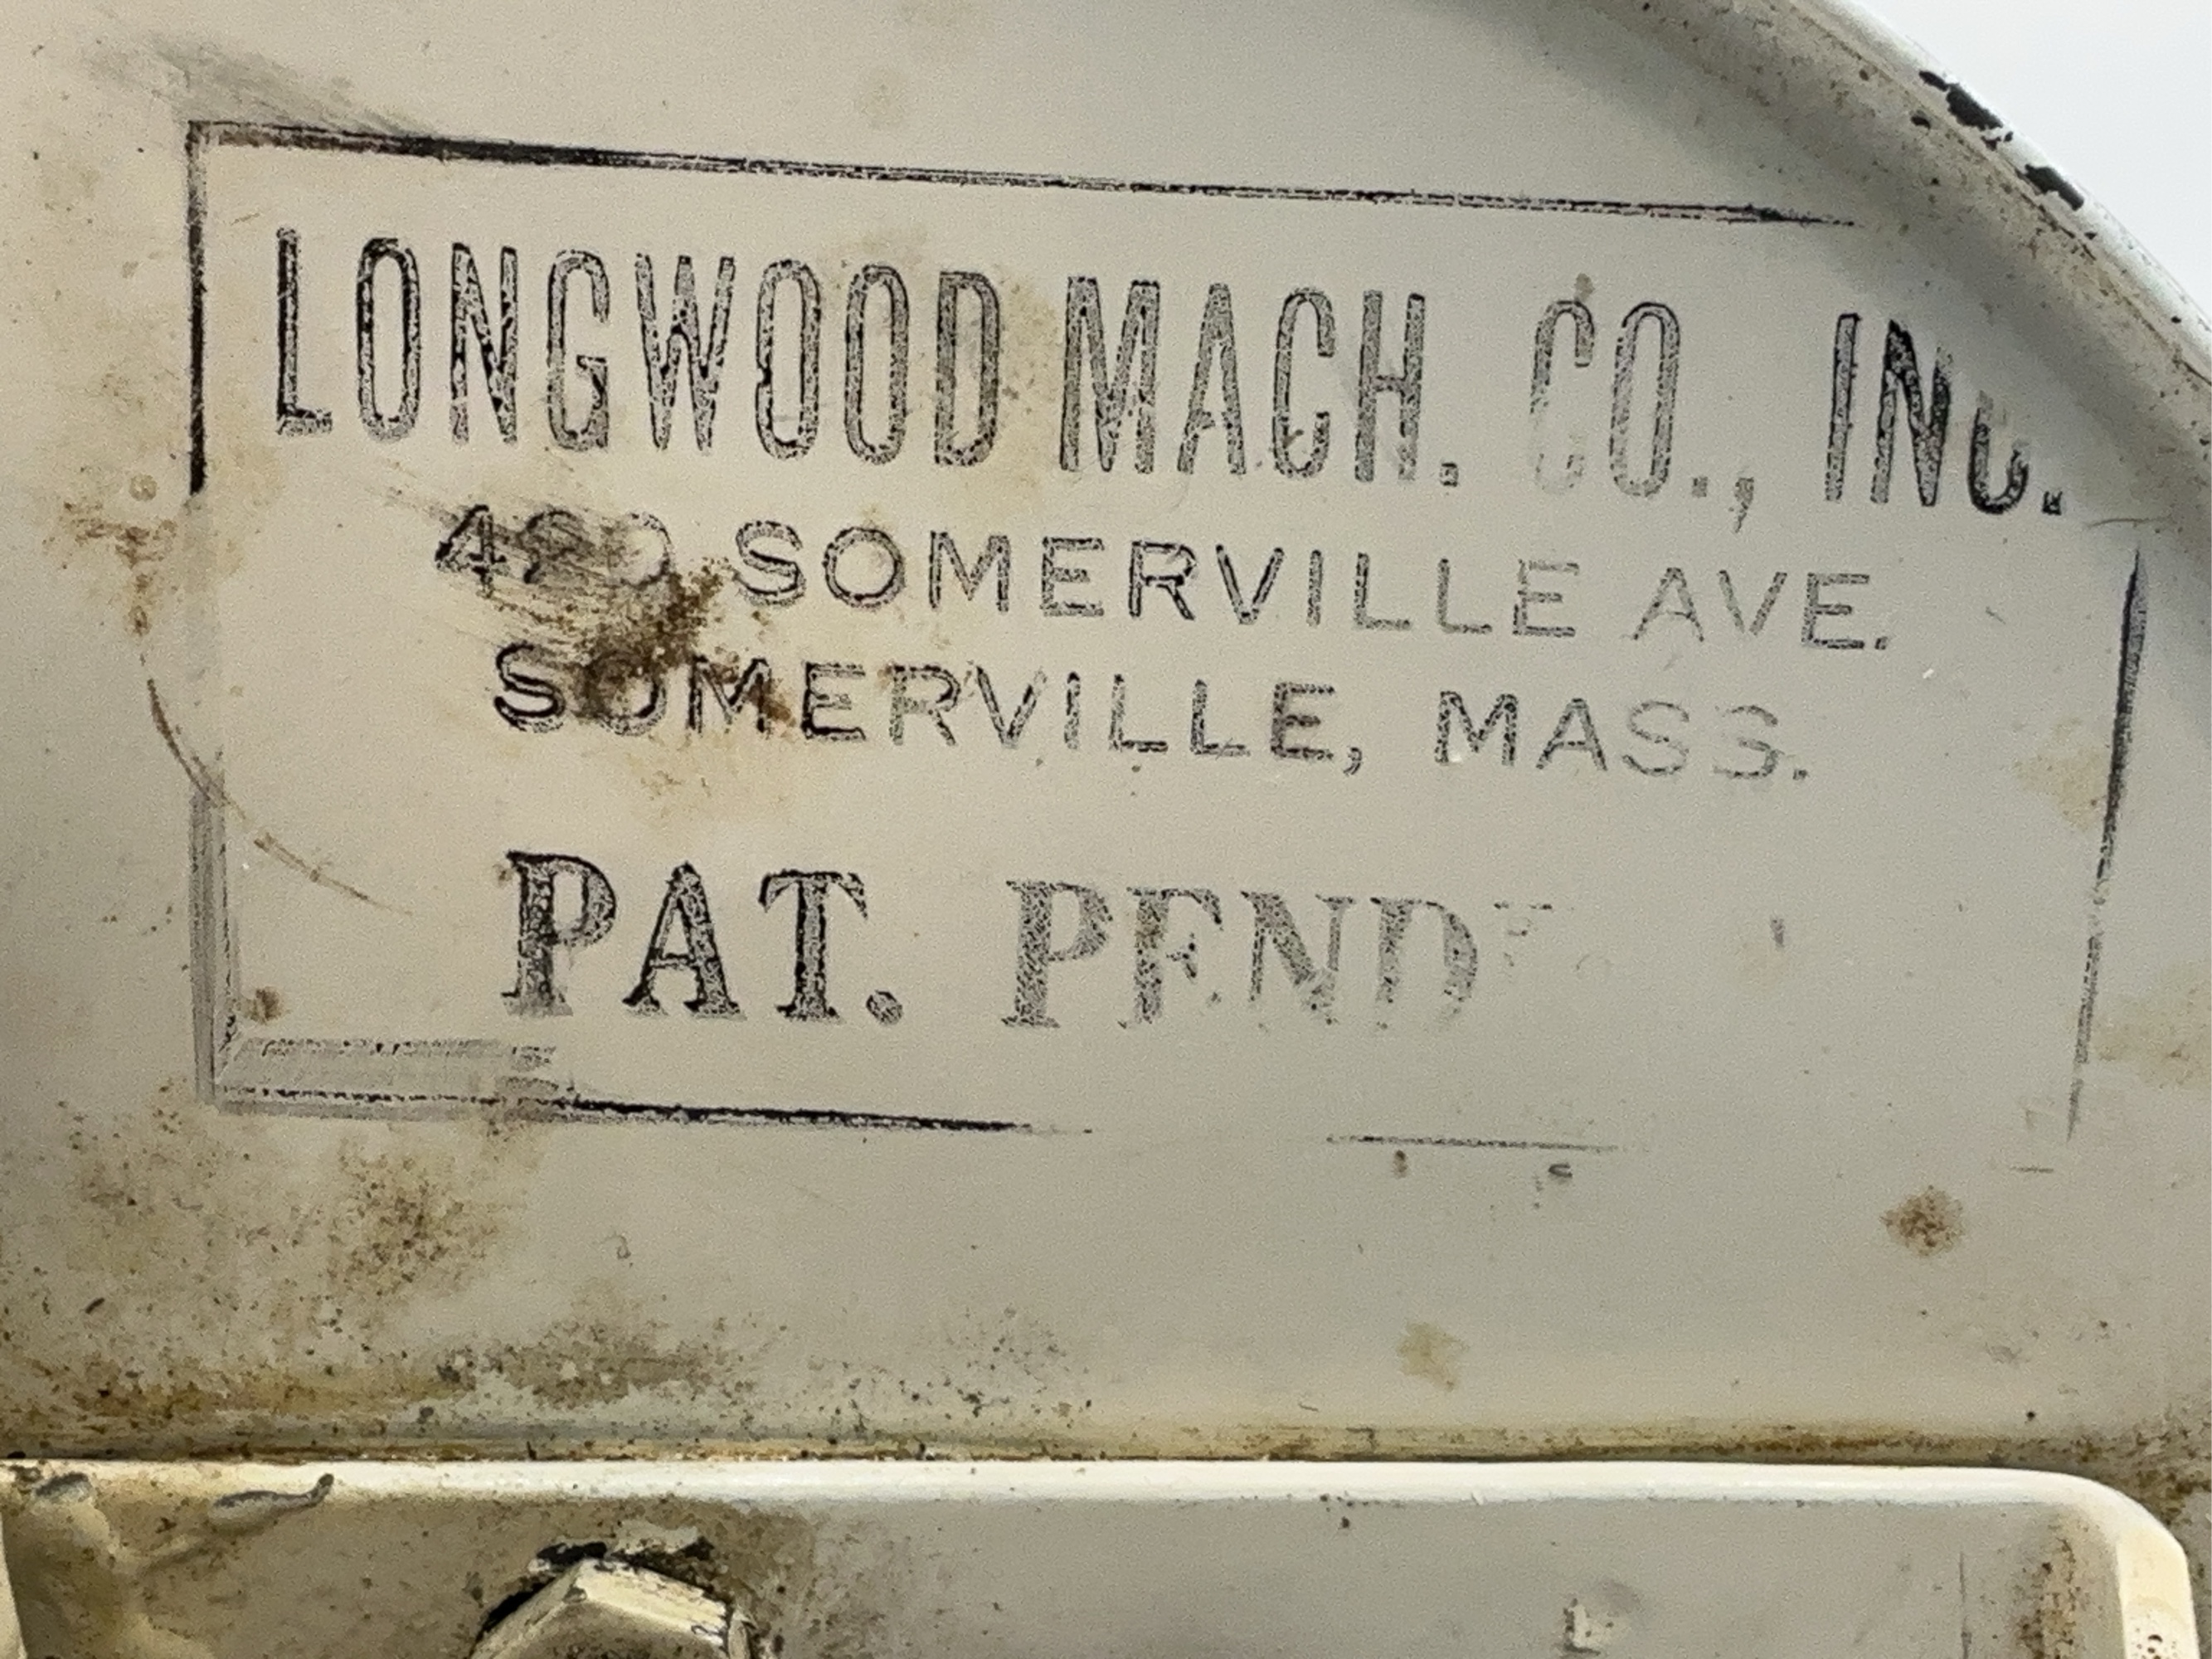 LONGWOOD MACH. CO., INC.
SOMERVILLE AVE.
SOMERVILLE, MASS.
PAT.